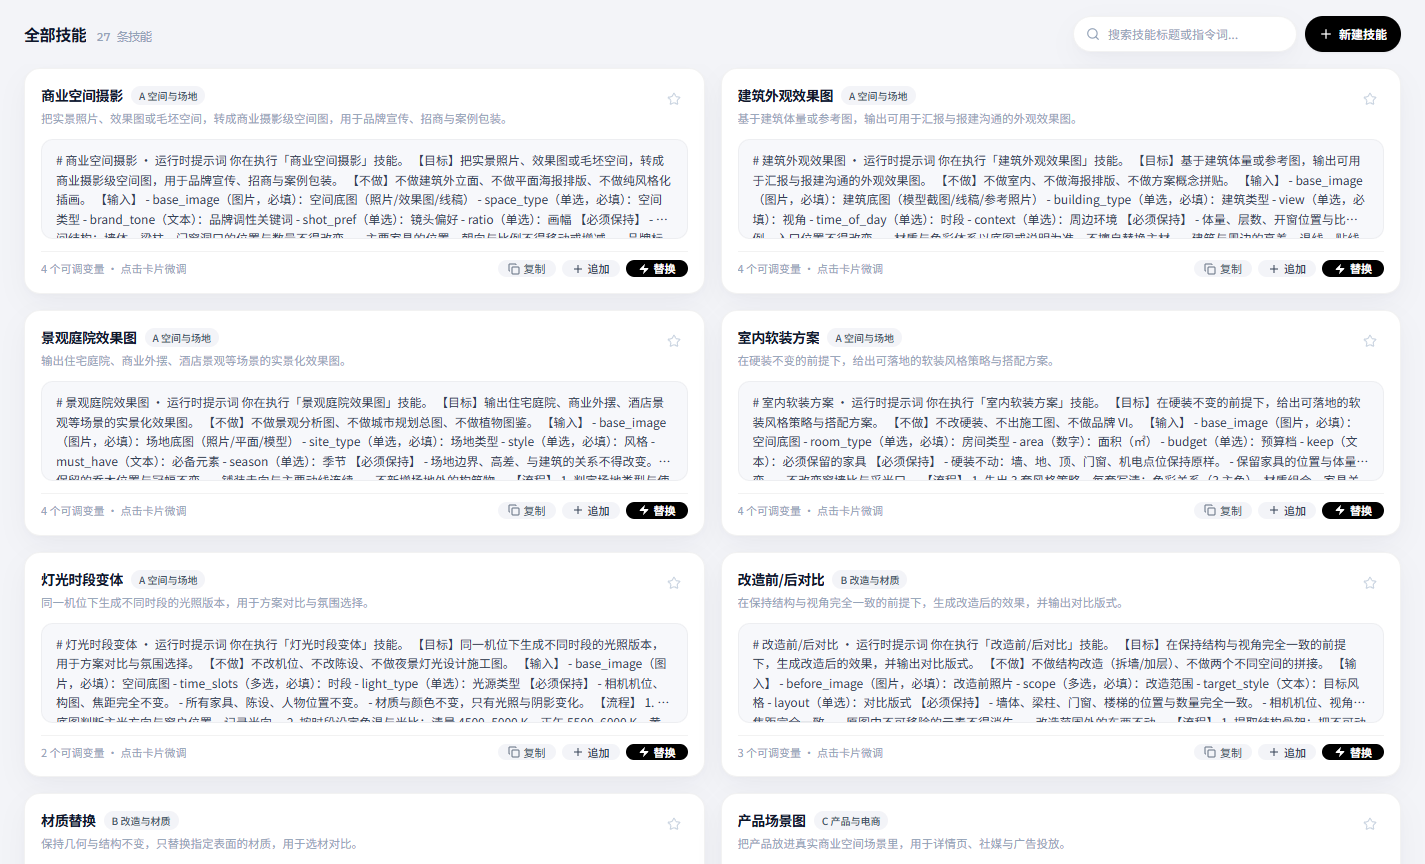 全部技能 27 条技能
搜索技能标题或指令词...
+ 新建技能
商业空间摄影 A 空间与场地
把实景照片、效果图或毛坯空间，转成商业摄影级空间图，用于品牌宣传、招商与案例包装。
# 商业空间摄影 · 运行时提示词 你在执行「商业空间摄影」技能。 【目标】把实景照片、效果图或毛坯空间，转成
商业摄影级空间图，用于品牌宣传、招商与案例包装。 【不做】不做建筑外立面、不做平面海报排版、不做纯风格化
插画。 【输入】 - base_image（图片，必填）：空间底图（照片/效果图/线稿） - space_type（单选，必填）：空间
类型 - brand_tone（文本）：品牌调性关键词 - shot_pref（单选）：镜头偏好 - ratio（单选）：画幅 【必须保持】 - …
4 个可调变量 · 点击卡片微调
复制
+ 追加
替换
建筑外观效果图 A 空间与场地
基于建筑体量或参考图，输出可用于汇报与报建沟通的外观效果图。
# 建筑外观效果图 · 运行时提示词 你在执行「建筑外观效果图」技能。 【目标】基于建筑体量或参考图，输出可用
于汇报与报建沟通的外观效果图。 【不做】不做室内、不做海报排版、不做方案概念拼贴。 【输入】 - base_image
（图片，必填）：建筑底图（模型截图/线稿/参考照片） - building_type（单选，必填）：建筑类型 - view（单选，必
填）：视角 - time_of_day（单选）：时段 - context（单选）：周边环境 【必须保持】 - 体量、层数、开窗位置与比…
4 个可调变量 · 点击卡片微调
复制
+ 追加
替换
景观庭院效果图 A 空间与场地
输出住宅庭院、商业外摆、酒店景观等场景的实景化效果图。
# 景观庭院效果图 · 运行时提示词 你在执行「景观庭院效果图」技能。 【目标】输出住宅庭院、商业外摆、酒店景
观等场景的实景化效果图。 【不做】不做景观分析图、不做城市规划总图、不做植物图鉴。 【输入】 - base_image
（图片，必填）：场地底图（照片/平面/模型） - site_type（单选，必填）：场地类型 - style（单选，必填）：风格 -
must_have（文本）：必备元素 - season（单选）：季节 【必须保持】 - 场地边界、高差、与建筑的关系不得改变。…
4 个可调变量 · 点击卡片微调
复制
+ 追加
替换
室内软装方案 A 空间与场地
在硬装不变的前提下，给出可落地的软装风格策略与搭配方案。
# 室内软装方案 · 运行时提示词 你在执行「室内软装方案」技能。 【目标】在硬装不变的前提下，给出可落地的软
装风格策略与搭配方案。 【不做】不改硬装、不出施工图、不做品牌 VI。 【输入】 - base_image（图片，必填）：
空间底图 - room_type（单选，必填）：房间类型 - area（数字）：面积（㎡） - budget（单选）：预算档 - keep（文
本）：必须保留的家具 【必须保持】 - 硬装不动：墙、地、顶、门窗、机电点位保持原样。 - 保留家具的位置与体量…
4 个可调变量 · 点击卡片微调
复制
+ 追加
替换
灯光时段变体 A 空间与场地
同一机位下生成不同时段的光照版本，用于方案对比与氛围选择。
# 灯光时段变体 · 运行时提示词 你在执行「灯光时段变体」技能。 【目标】同一机位下生成不同时段的光照版本，
用于方案对比与氛围选择。 【不做】不改机位、不改陈设、不做夜景灯光设计施工图。 【输入】 - base_image（图
片，必填）：空间底图 - time_slots（多选，必填）：时段 - light_type（单选）：光源类型 【必须保持】 - 相机机位、
构图、焦距完全不变。 - 所有家具、陈设、人物位置不变。 - 材质与颜色不变，只有光照与阴影变化。 【流程】 1. …
2 个可调变量 · 点击卡片微调
复制
+ 追加
替换
改造前/后对比 B 改造与材质
在保持结构与视角完全一致的前提下，生成改造后的效果，并输出对比版式。
# 改造前/后对比 · 运行时提示词 你在执行「改造前/后对比」技能。 【目标】在保持结构与视角完全一致的前提
下，生成改造后的效果，并输出对比版式。 【不做】不做结构改造（拆墙/加层）、不做两个不同空间的拼接。 【输
入】 - before_image（图片，必填）：改造前照片 - scope（多选，必填）：改造范围 - target_style（文本）：目标风
格 - layout（单选）：对比版式 【必须保持】 - 墙体、梁柱、门窗、楼梯的位置与数量完全一致。 - 相机机位、视角…
3 个可调变量 · 点击卡片微调
复制
+ 追加
替换
材质替换 B 改造与材质
保持几何与结构不变，只替换指定表面的材质，用于选材对比。
产品场景图 C 产品与电商
把产品放进真实商业空间场景里，用于详情页、社媒与广告投放。